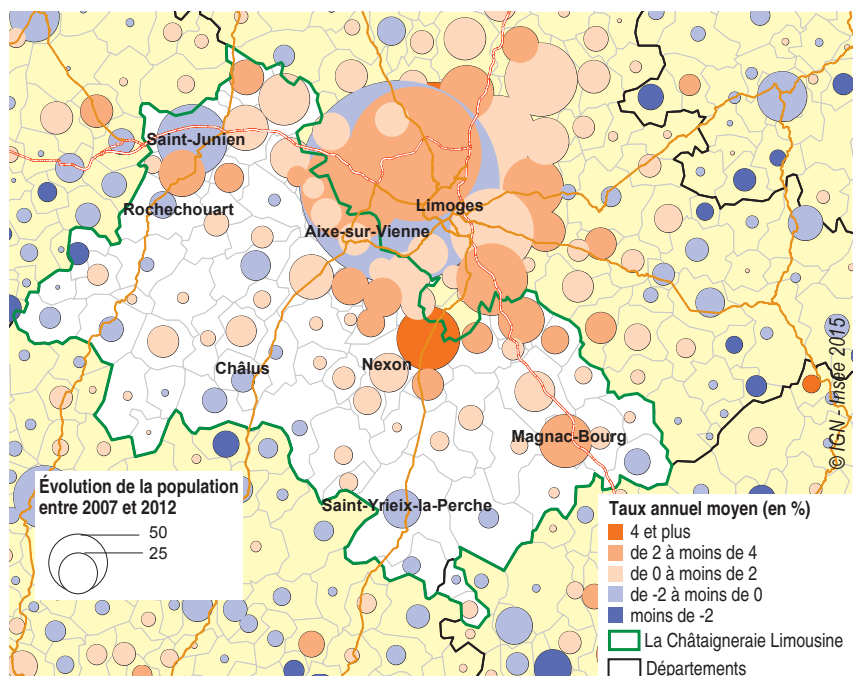 Saint-Junien
Rochechouart
Limoges
Aixe-sur-Vienne
Châlus
Nexon
Magnac-Bourg
Saint-Yrieix-la-Perche
© IGN - Insee 2015
Évolution de la population
entre 2007 et 2012
50
25
Taux annuel moyen (en %)
4 et plus
de 2 à moins de 4
de 0 à moins de 2
de -2 à moins de 0
moins de -2
La Châtaigneraie Limousine
Départements